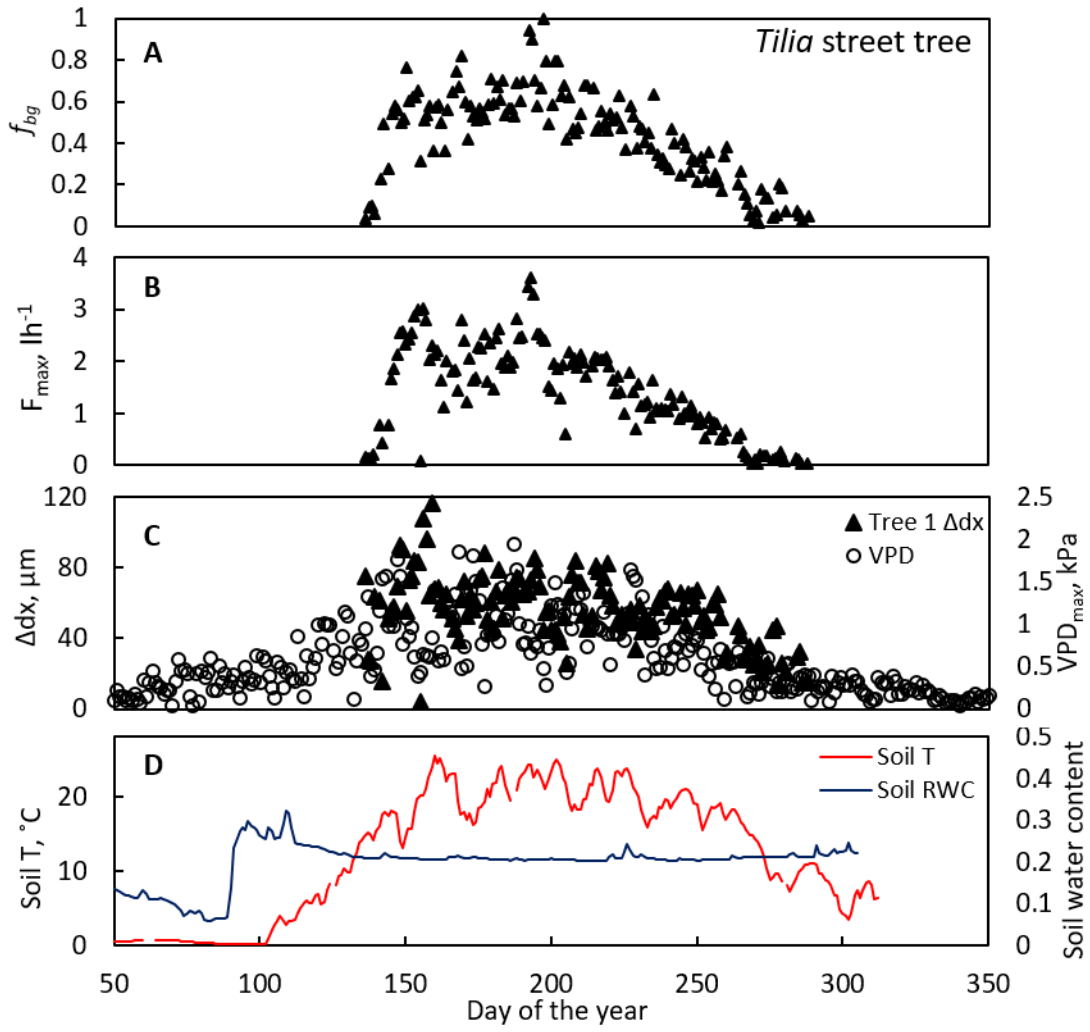 A
Tilia street tree
f_bg
1
0.8
0.6
0.4
0.2
0
B
F_max, lh⁻¹
4
3
2
1
0
C
Δdx, µm
120
80
40
0
Tree 1 Δdx
VPD
2.5
2
1.5
1
0.5
0
VPD_max, kPa
D
Soil T, ˚C
20
10
0
Soil T
Soil RWC
0.5
0.4
0.3
0.2
0.1
0
Soil water content
50 100 150 200 250 300 350
Day of the year